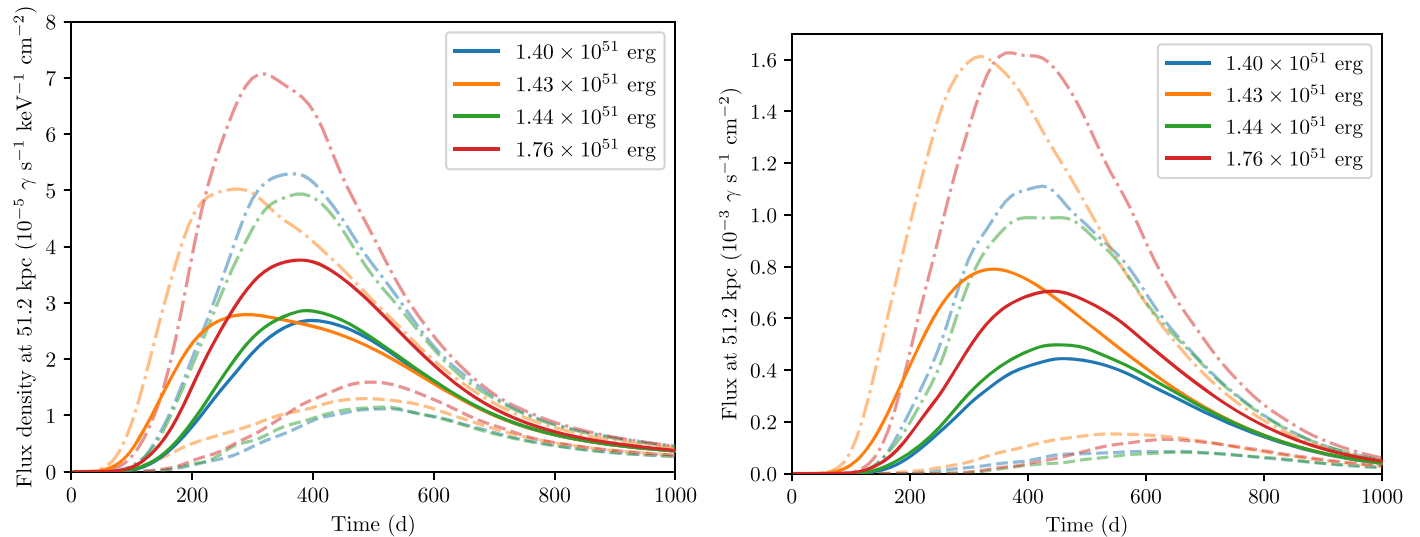 Flux density at 51.2 kpc (10⁻⁵ γ s⁻¹ keV⁻¹ cm⁻²)
8
7
6
5
4
3
2
1
0
1.40 × 10⁵¹ erg
1.43 × 10⁵¹ erg
1.44 × 10⁵¹ erg
1.76 × 10⁵¹ erg
0 200 400 600 800 1000
Time (d)
Flux at 51.2 kpc (10⁻³ γ s⁻¹ cm⁻²)
1.6
1.4
1.2
1.0
0.8
0.6
0.4
0.2
0.0
1.40 × 10⁵¹ erg
1.43 × 10⁵¹ erg
1.44 × 10⁵¹ erg
1.76 × 10⁵¹ erg
0 200 400 600 800 1000
Time (d)